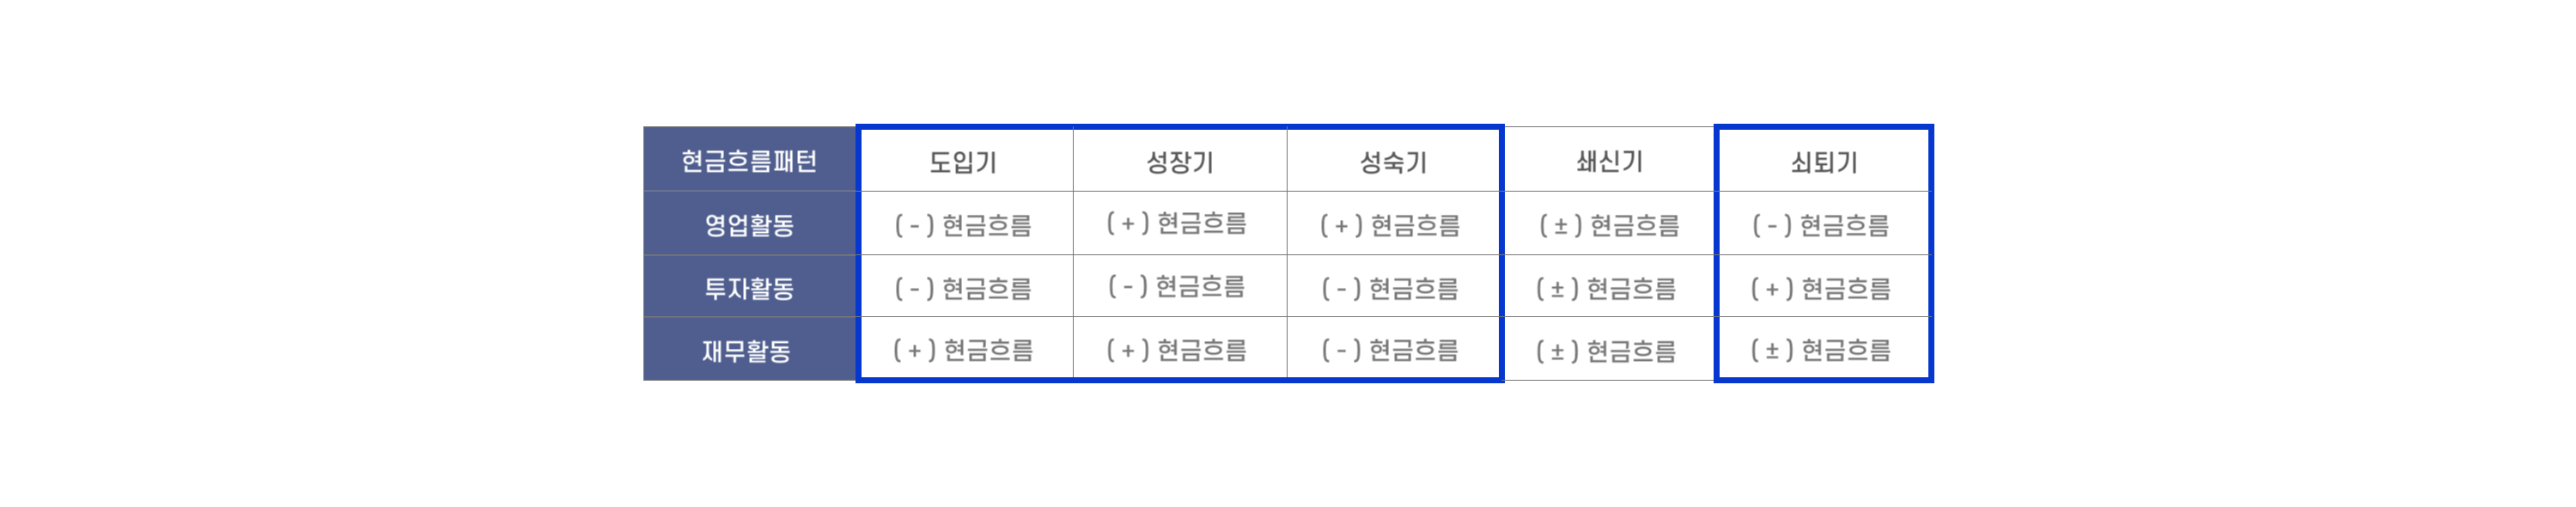 현금흐름패턴 도입기 성장기 성숙기 쇄신기 쇠퇴기
영업활동 ( - ) 현금흐름 ( + ) 현금흐름 ( + ) 현금흐름 ( ± ) 현금흐름 ( - ) 현금흐름
투자활동 ( - ) 현금흐름 ( - ) 현금흐름 ( - ) 현금흐름 ( ± ) 현금흐름 ( + ) 현금흐름
재무활동 ( + ) 현금흐름 ( + ) 현금흐름 ( - ) 현금흐름 ( ± ) 현금흐름 ( ± ) 현금흐름